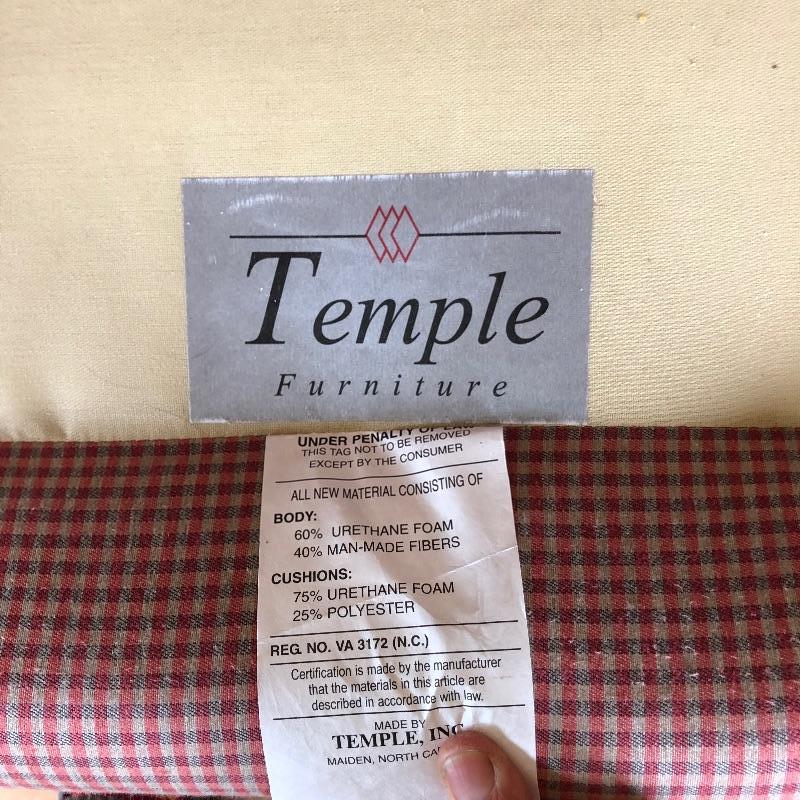 Temple
Furniture
UNDER PENALTY OF LAW
THIS TAG NOT TO BE REMOVED
EXCEPT BY THE CONSUMER
ALL NEW MATERIAL CONSISTING OF
BODY:
60% URETHANE FOAM
40% MAN-MADE FIBERS
CUSHIONS:
75% URETHANE FOAM
25% POLYESTER
REG. NO. VA 3172 (N.C.)
Certification is made by the manufacturer
that the materials in this article are
described in accordance with law.
MADE BY
TEMPLE, INC
MAIDEN, NORTH